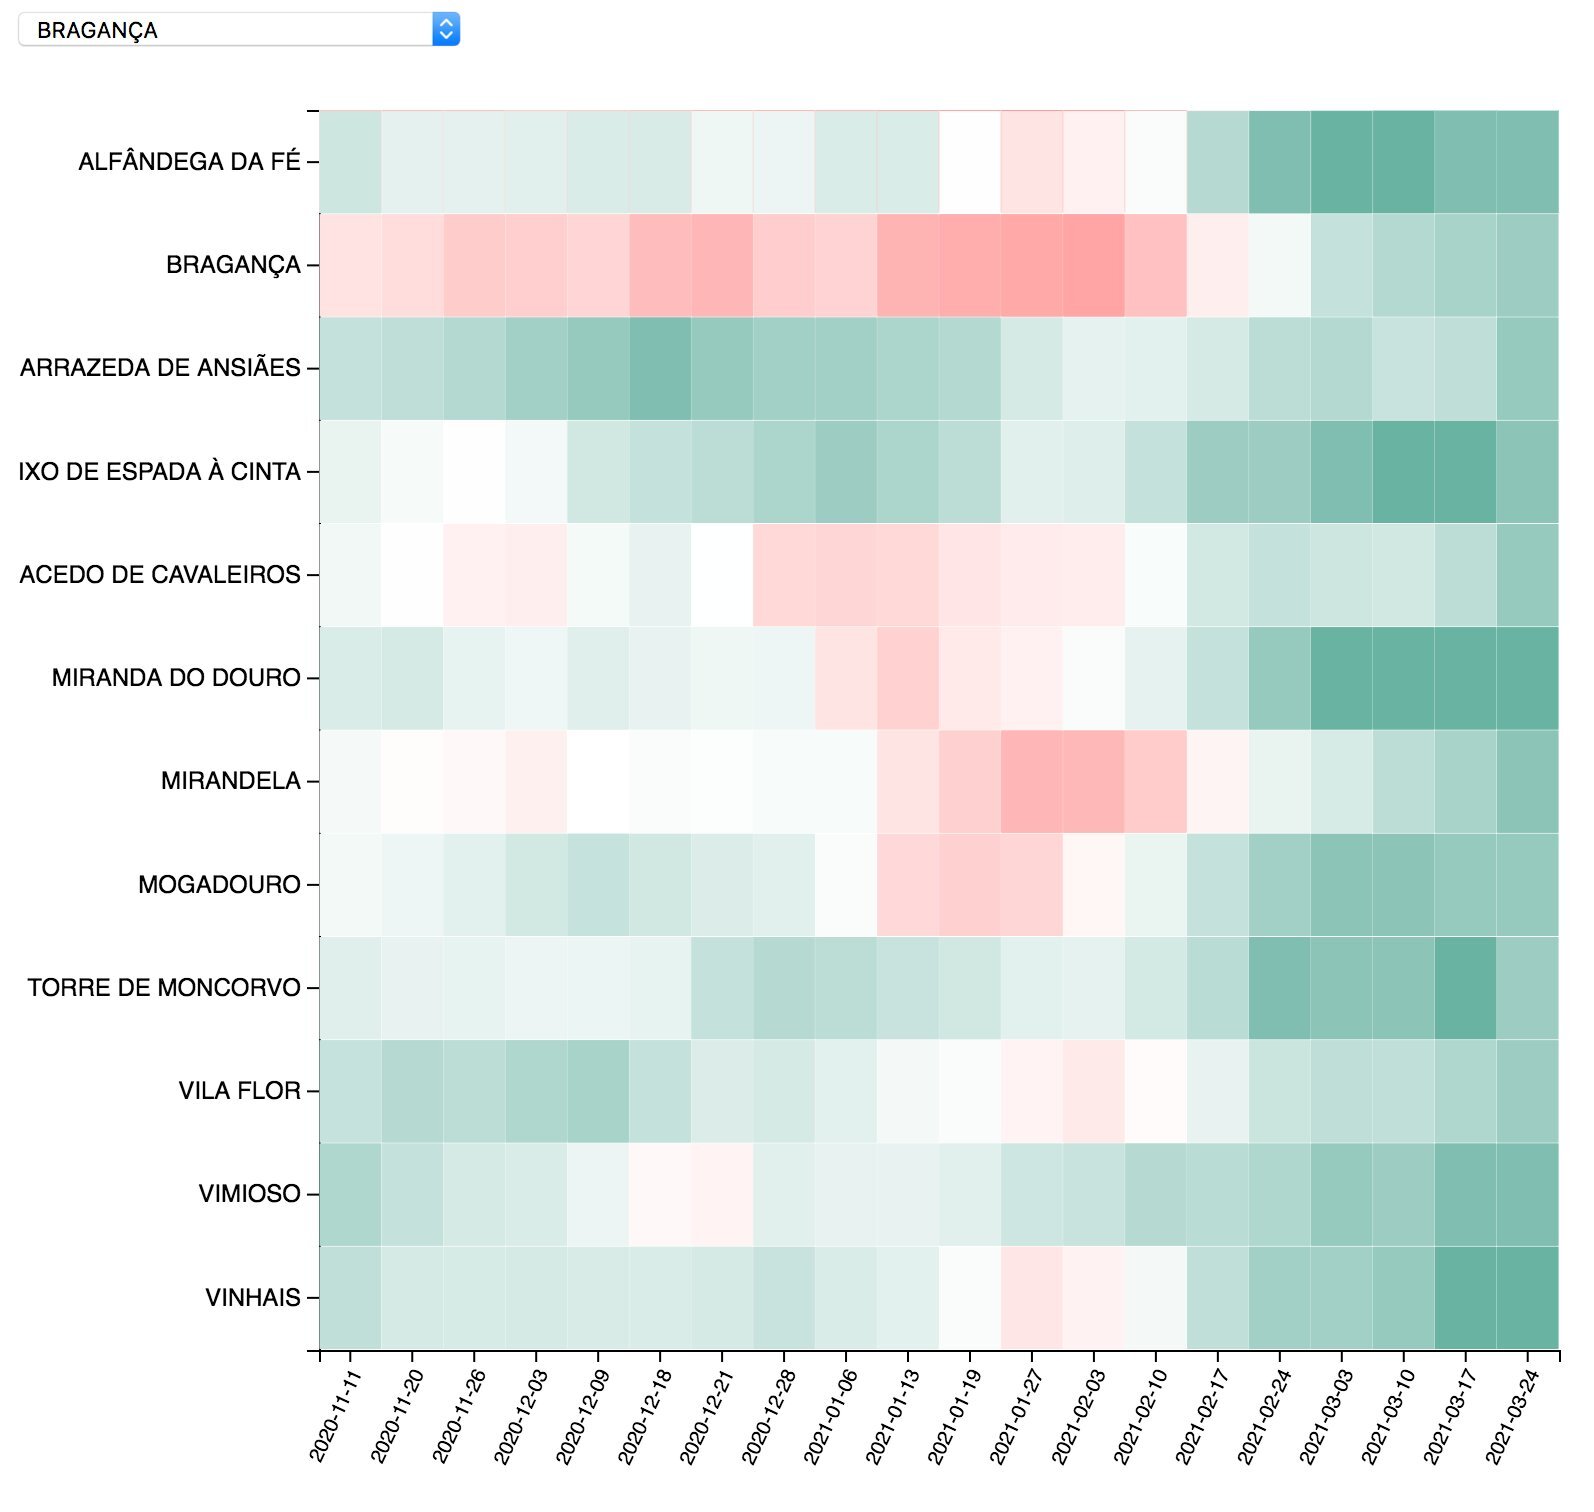 BRAGANÇA
ALFÂNDEGA DA FÉ
BRAGANÇA
ARRAZEDA DE ANSIÃES
IXO DE ESPADA À CINTA
ACEDO DE CAVALEIROS
MIRANDA DO DOURO
MIRANDELA
MOGADOURO
TORRE DE MONCORVO
VILA FLOR
VIMIOSO
VINHAIS
2020-11-11
2020-11-20
2020-11-26
2020-12-03
2020-12-09
2020-12-18
2020-12-21
2020-12-28
2021-01-06
2021-01-13
2021-01-19
2021-01-27
2021-02-03
2021-02-10
2021-02-17
2021-02-24
2021-03-03
2021-03-10
2021-03-17
2021-03-24